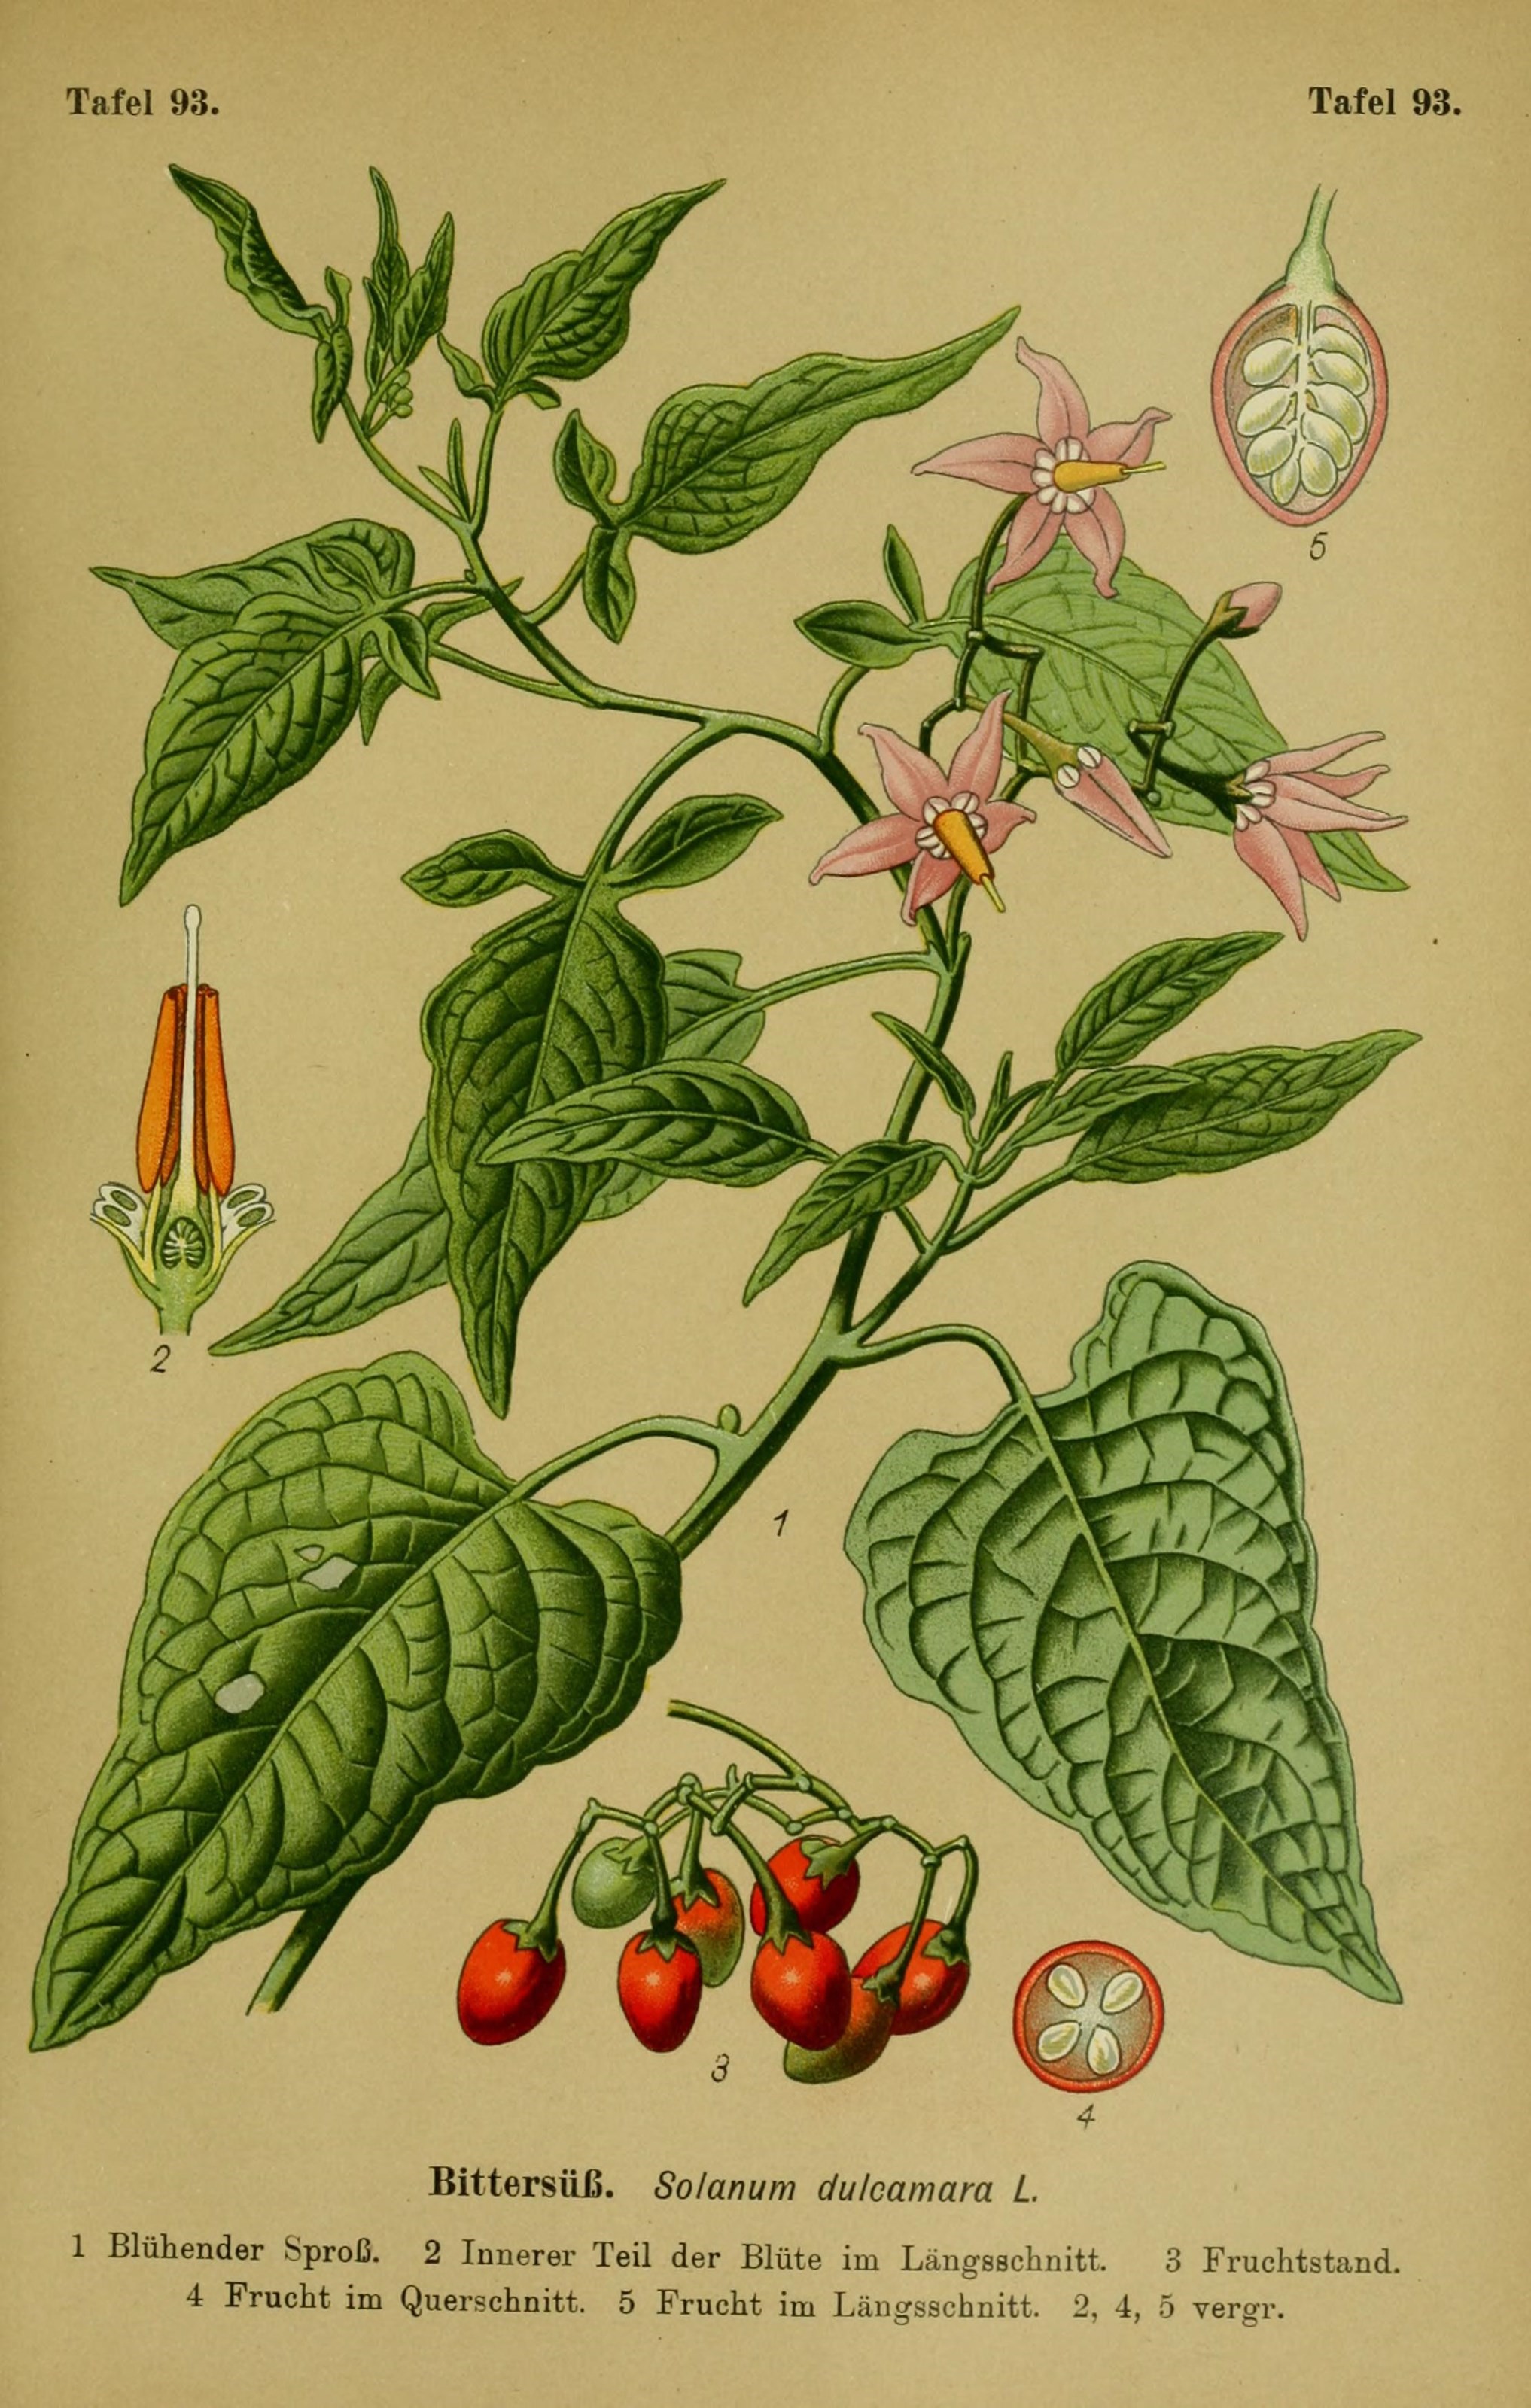 Tafel 93. Tafel 93.
5
2
1
3
4
Bittersüß. Solanum dulcamara L.
1 Blühender Sproß. 2 Innerer Teil der Blüte im Längsschnitt. 3 Fruchtstand.
4 Frucht im Querschnitt. 5 Frucht im Längsschnitt. 2, 4, 5 vergr.